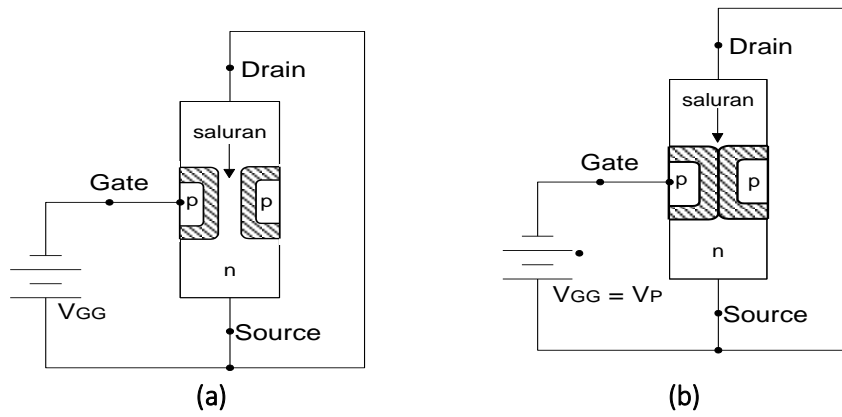 Drain
saluran
Gate
p
p
n
VGG
Source
(a)
Drain
saluran
Gate
p
p
n
VGG = VP
Source
(b)